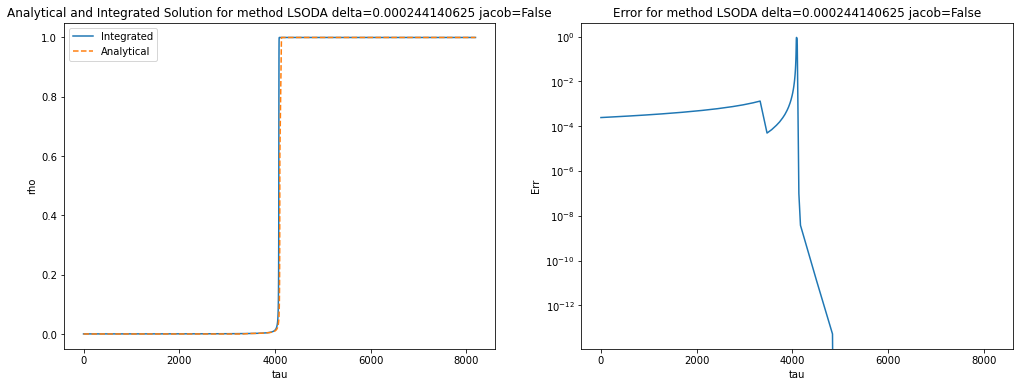 Analytical and Integrated Solution for method LSODA delta=0.000244140625 jacob=False
Integrated
Analytical
1.0
0.8
0.6
0.4
0.2
0.0
rho
0
2000
4000
6000
8000
tau
Error for method LSODA delta=0.000244140625 jacob=False
10⁰
10⁻²
10⁻⁴
10⁻⁶
10⁻⁸
10⁻¹⁰
10⁻¹²
Err
0
2000
4000
6000
8000
tau